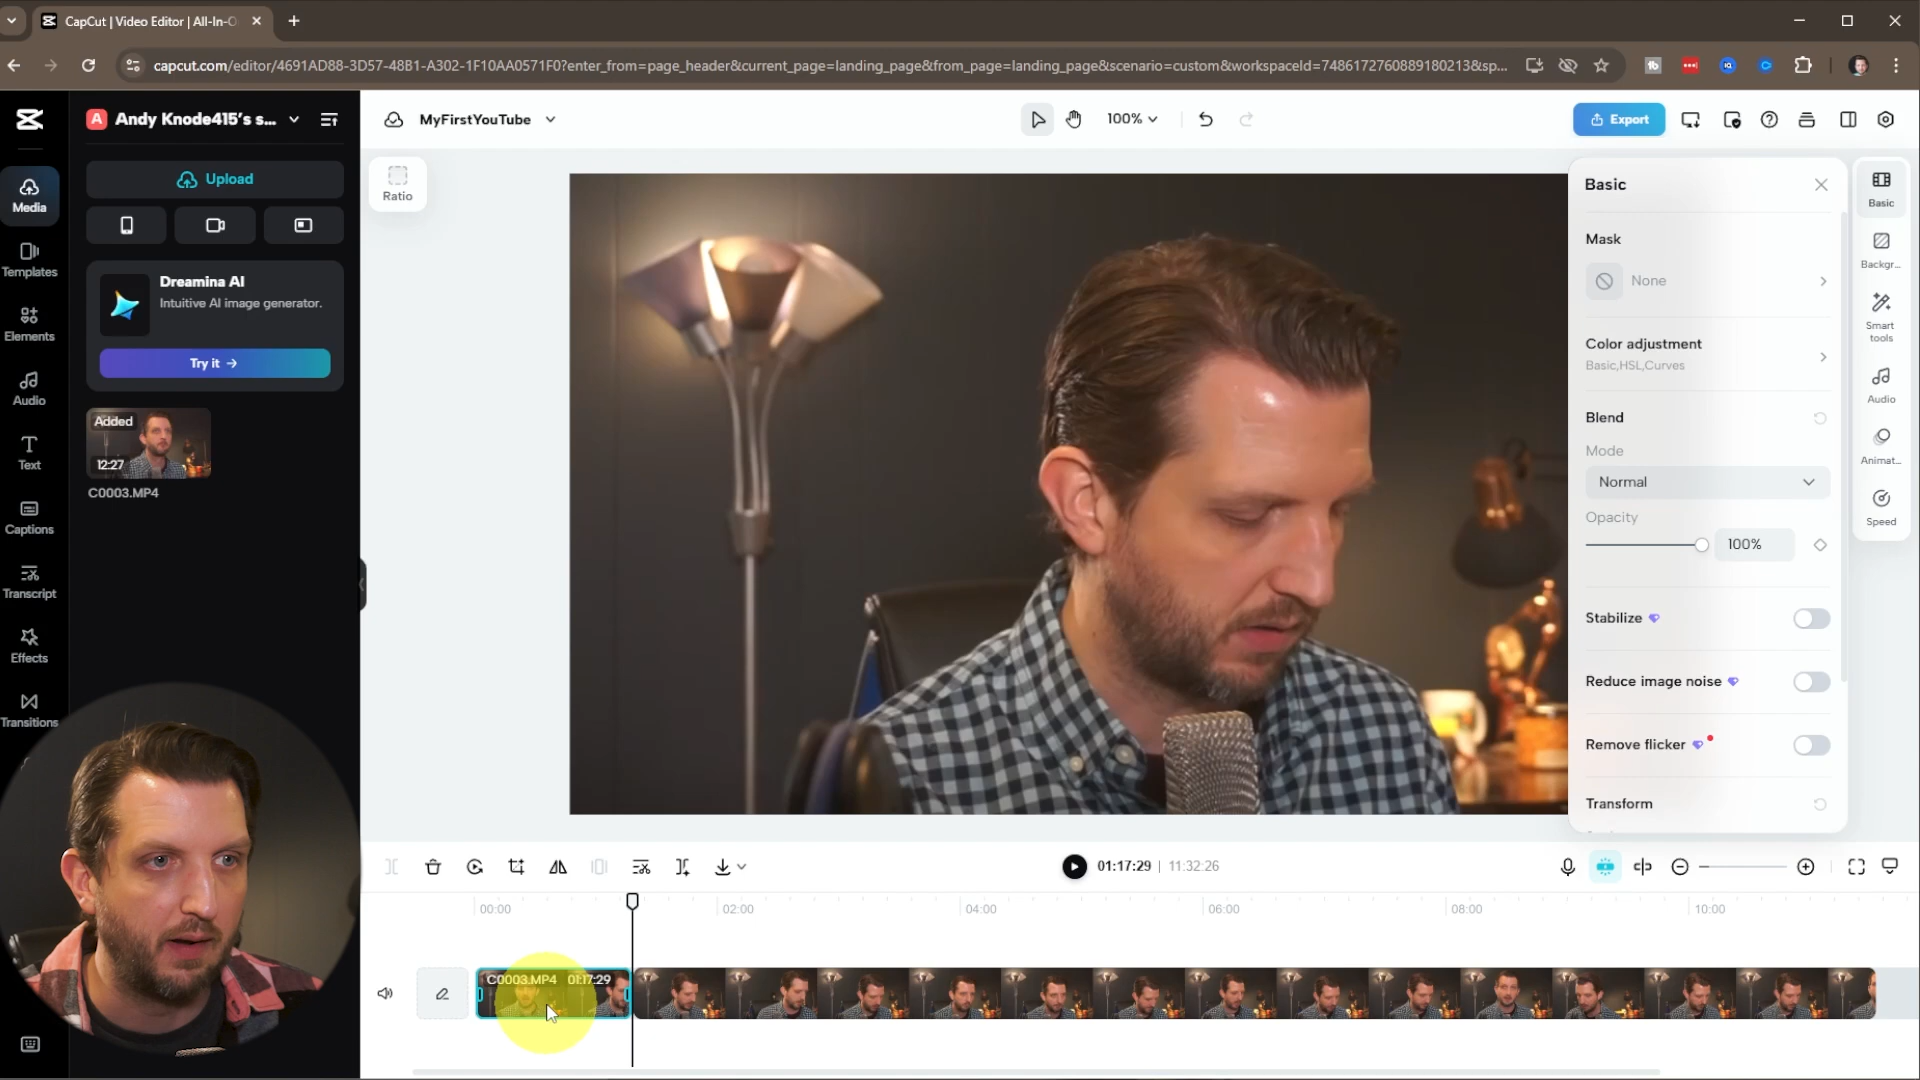 CapCut | Video Editor | All-In-O
capcut.com/editor/4691AD88-3D57-48B1-A302-1F10AA0571F0?enter_from=page_header&current_page=landing_page&from_page=landing_page&scenario=custom&workspaceId=7486172760889180213&sp...
A
Andy Knode415's s...
MyFirstYouTube
100%
Export
Media
Templates
Elements
Audio
Text
Captions
Transcript
Effects
Transitions
Upload
Dreamina AI
Intuitive AI image generator.
Try it →
Added
12:27
C0003.MP4
Ratio
Basic
Mask
None
Color adjustment
Basic,HSL,Curves
Blend
Mode
Normal
Opacity
100%
Stabilize
Reduce image noise
Remove flicker
Transform
Basic
Backgr...
Smart
tools
Audio
Animat...
Speed
01:17:29 | 11:32:26
00:00
02:00
04:00
06:00
08:00
10:00
C0003.MP4 01:17:29